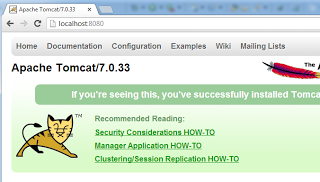 Apache Tomcat/7.0.33
localhost:8080
Home Documentation Configuration Examples Wiki Mailing Lists
Apache Tomcat/7.0.33
The A
If you're seeing this, you've successfully installed Tomca
TM
Recommended Reading:
Security Considerations HOW-TO
Manager Application HOW-TO
Clustering/Session Replication HOW-TO